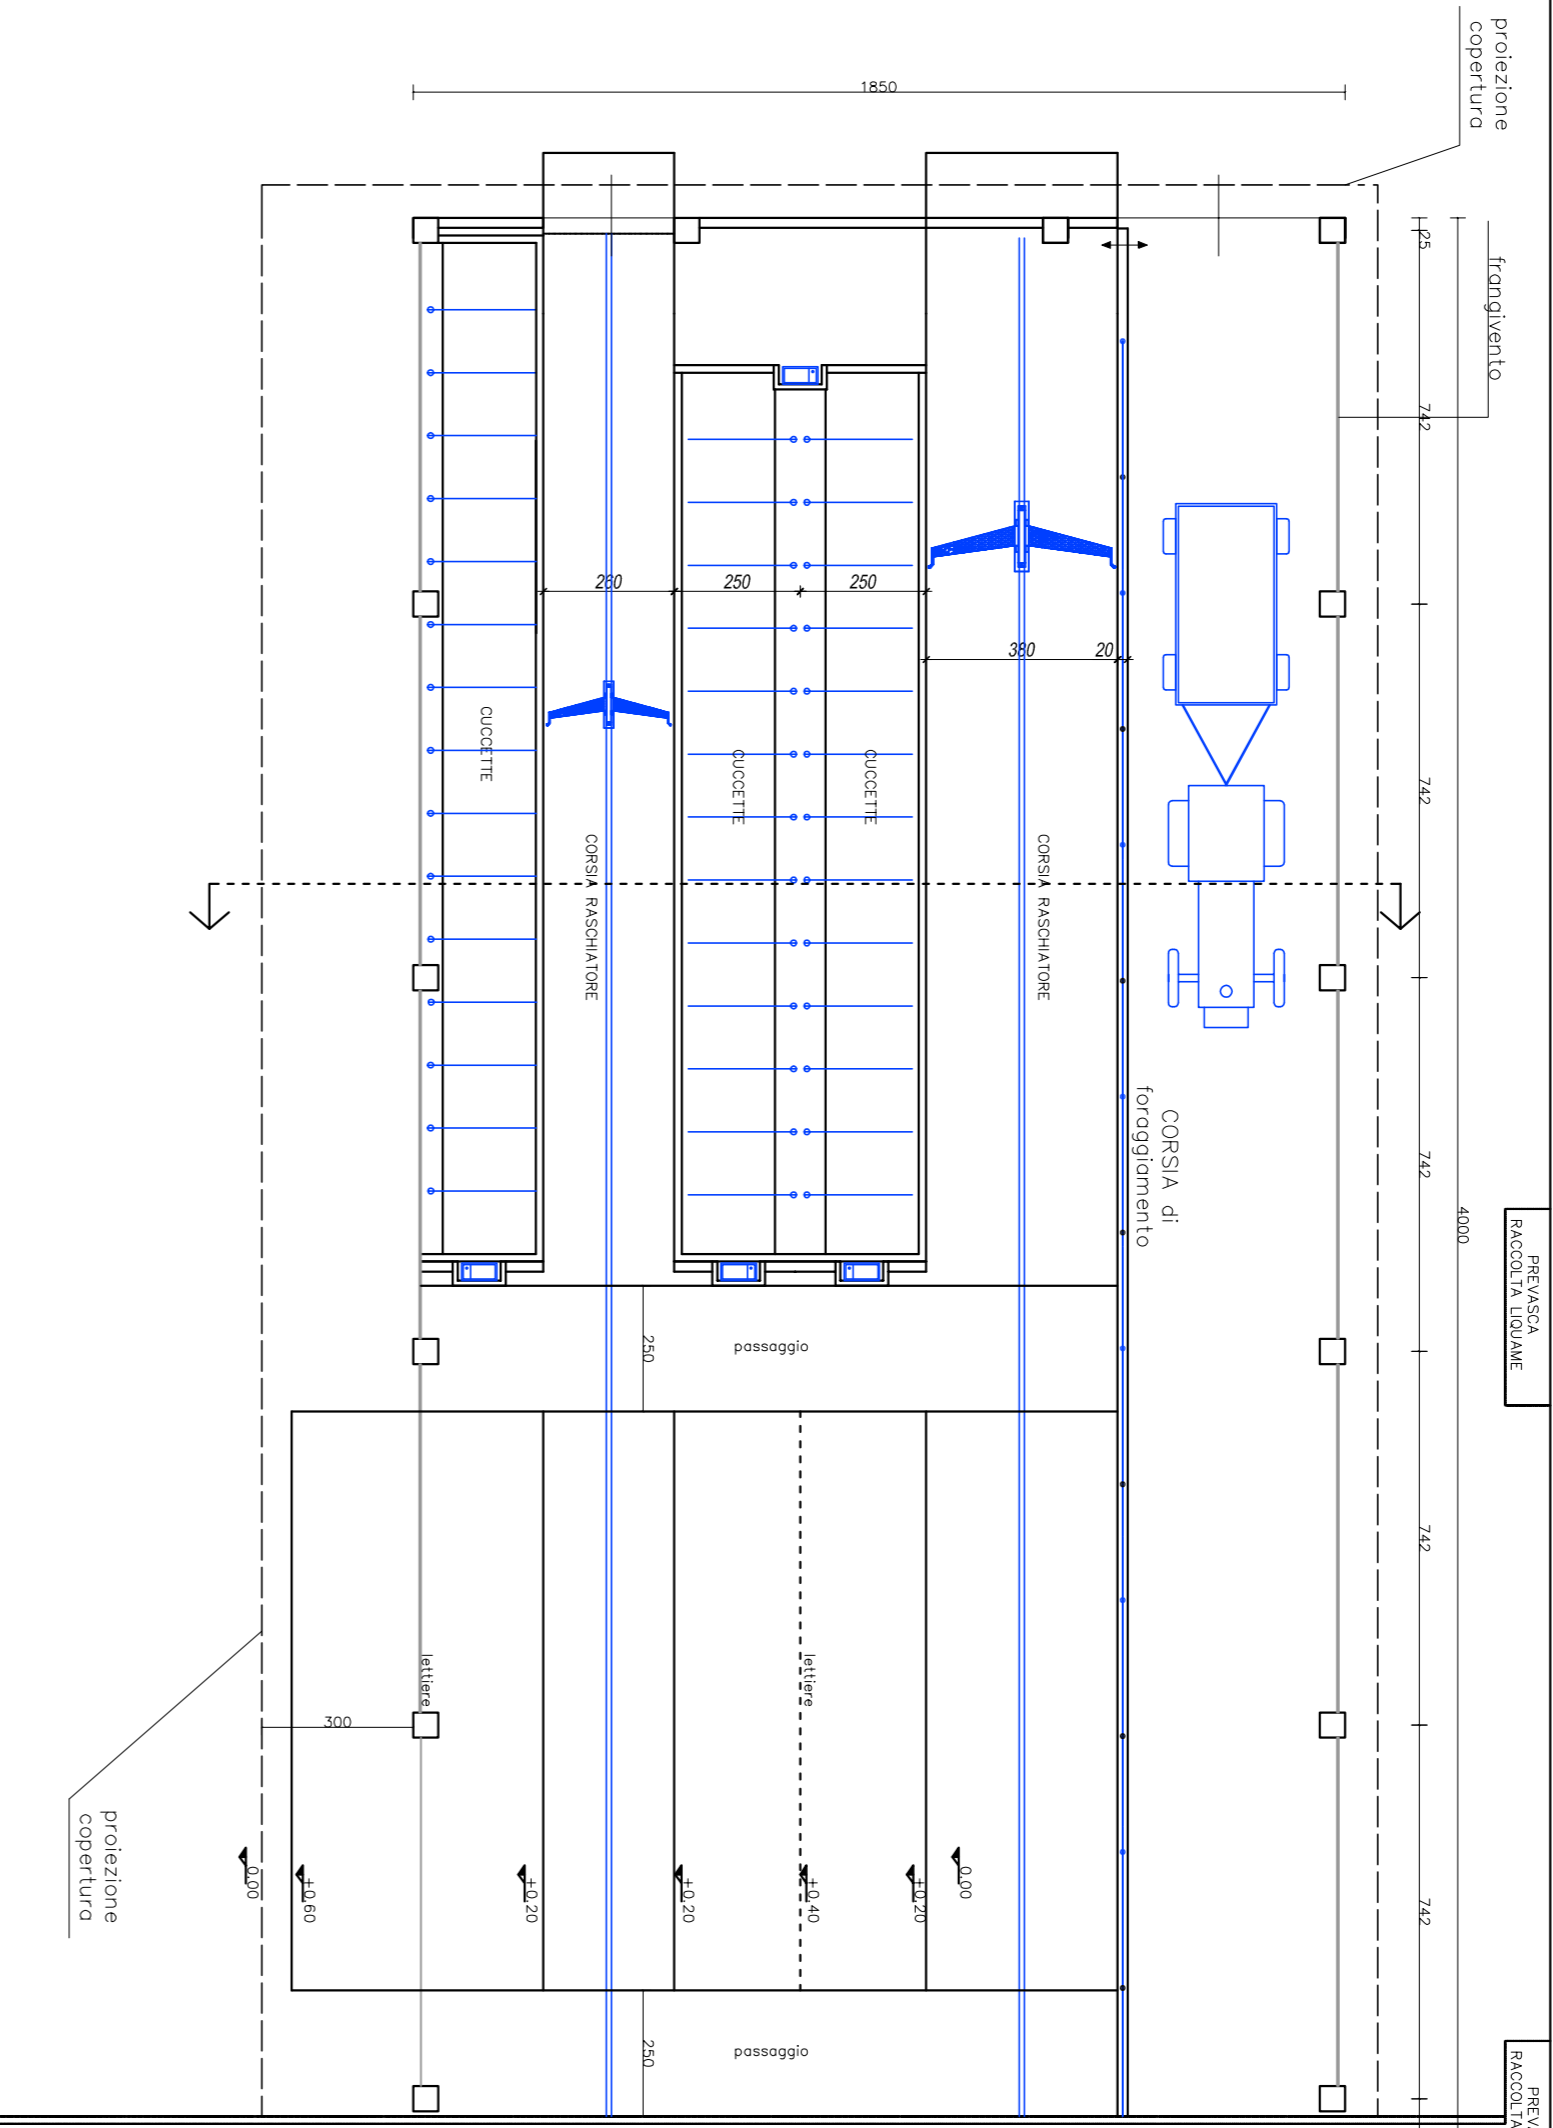 proiezione
copertura
1850
frangivento
25
742
260
250
250
380
20
CUCCETTE
CUCCETTE
CUCCETTE
742
CORSIA RASCHIATORE
CORSIA RASCHIATORE
CORSIA di
foraggiamento
742
4000
PREVASCA
RACCOLTA LIQUAME
250
passaggio
742
lettiere
lettiere
300
proiezione
copertura
0,00
+0,60
+0,20
+0,20
+0,40
+0,20
0,00
742
250
passaggio
PREV
RACCOLTA